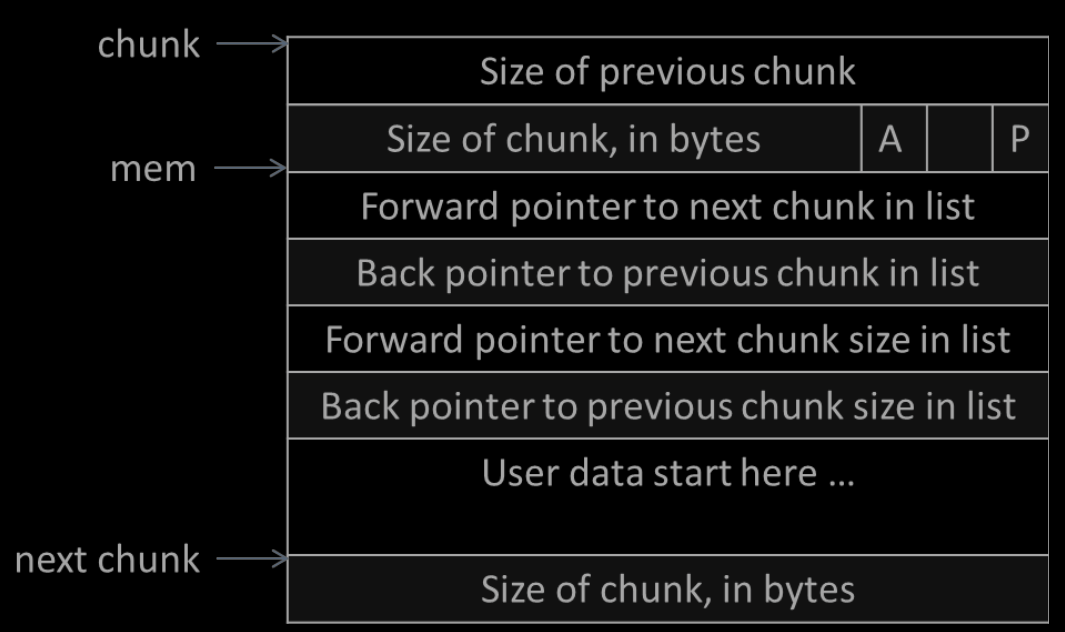 chunk
Size of previous chunk
Size of chunk, in bytes A P
mem
Forward pointer to next chunk in list
Back pointer to previous chunk in list
Forward pointer to next chunk size in list
Back pointer to previous chunk size in list
User data start here ...
next chunk
Size of chunk, in bytes